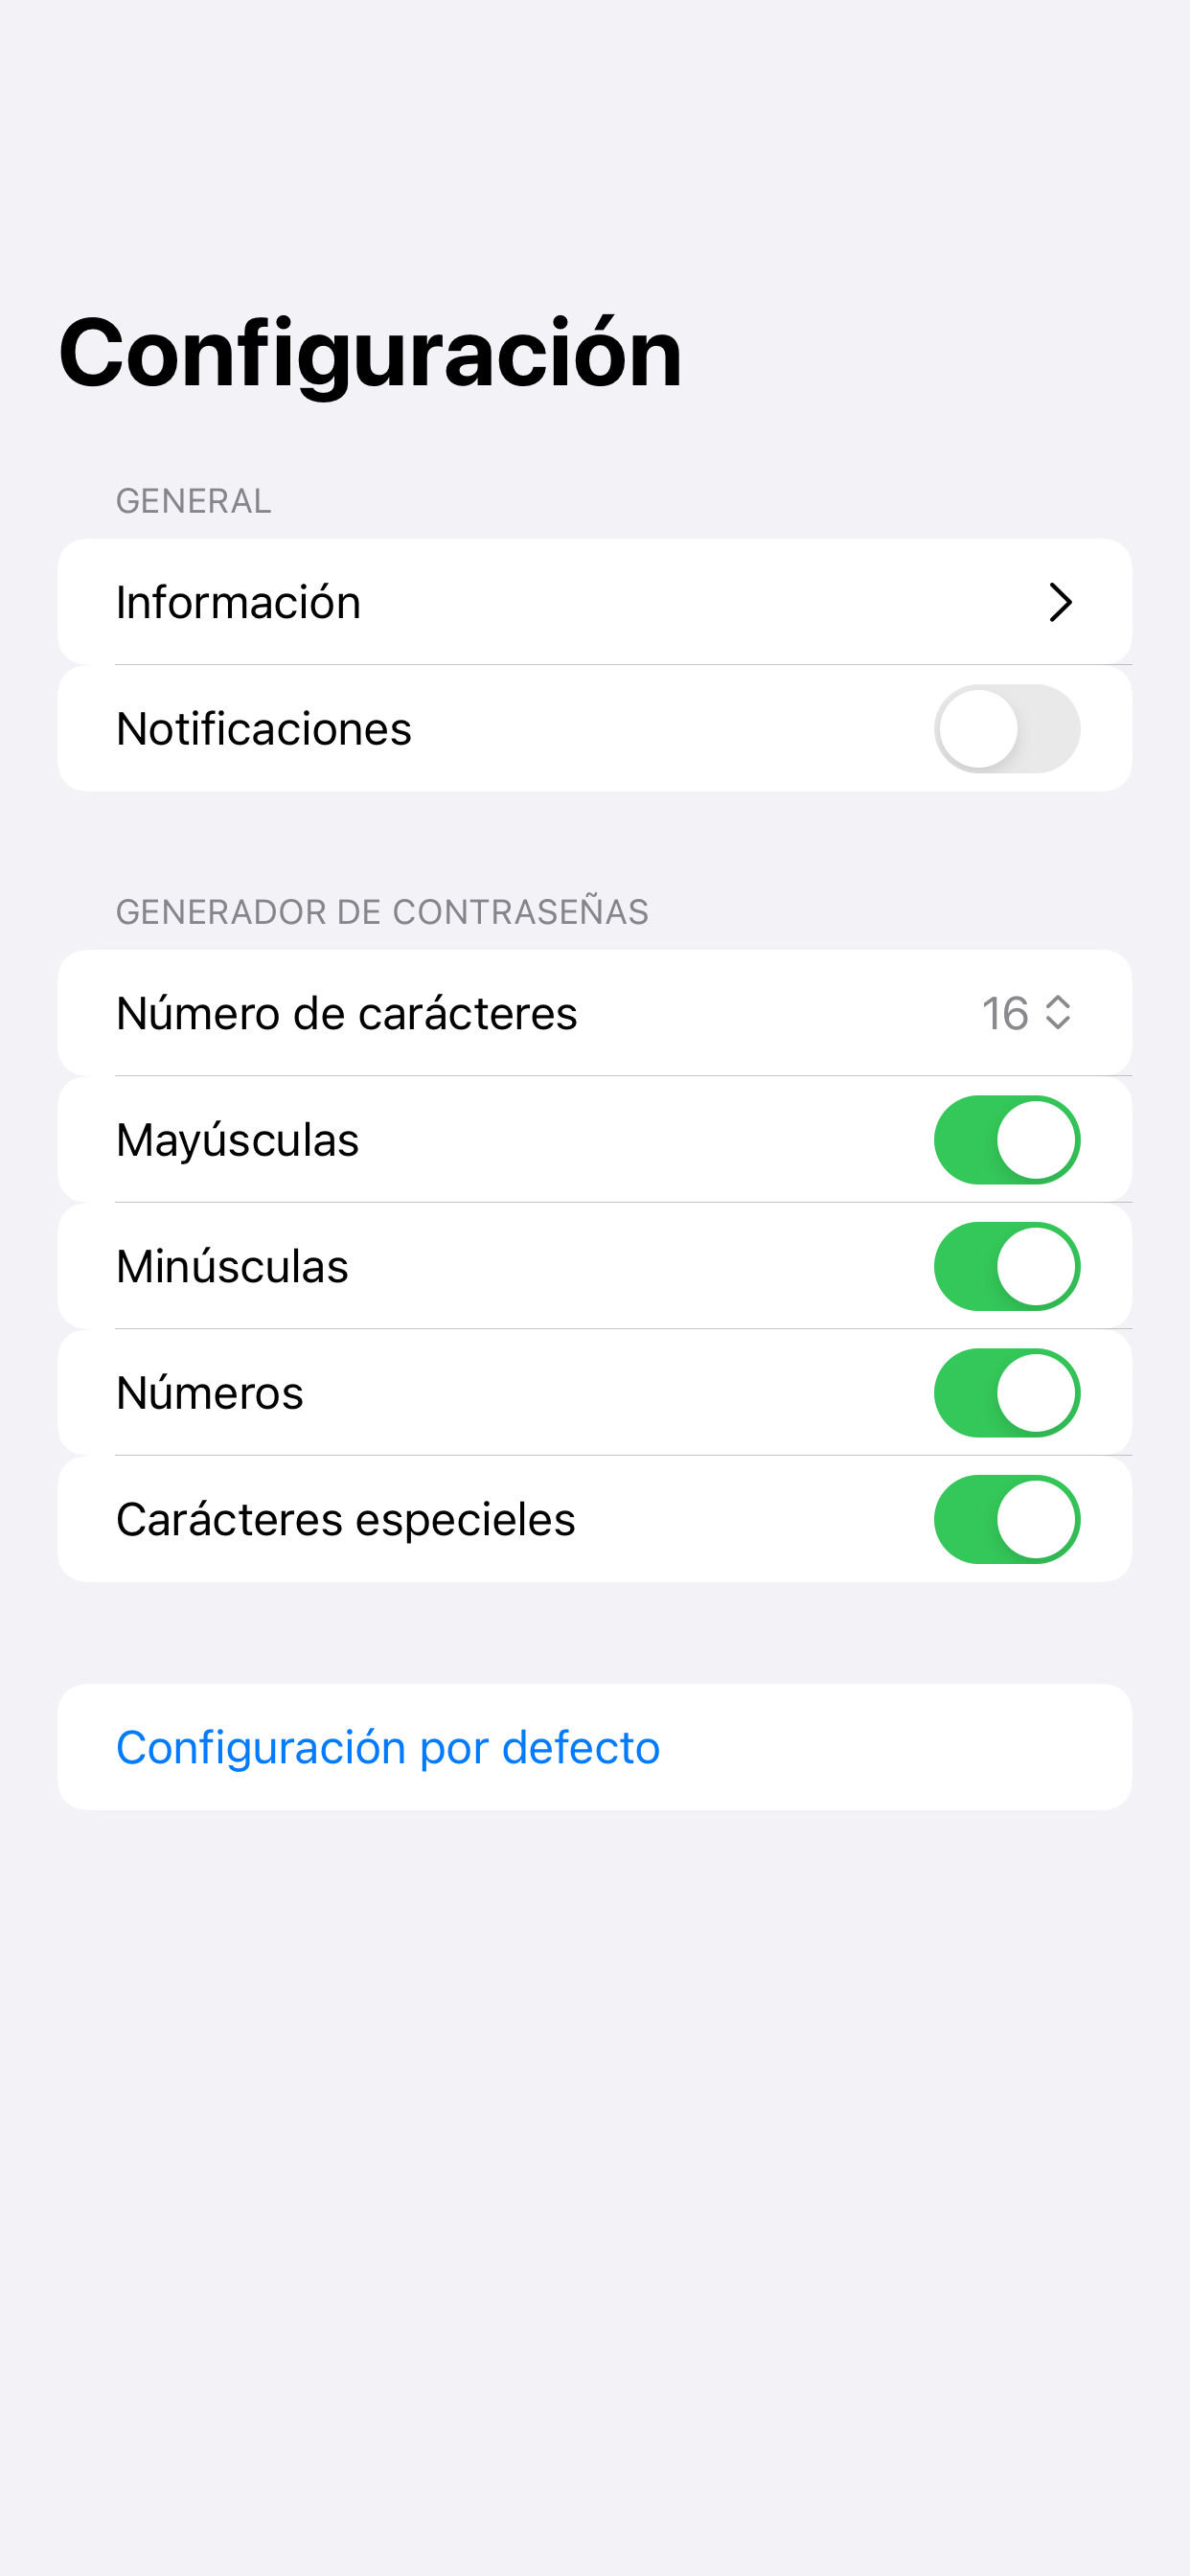 Configuración
GENERAL
Información
Notificaciones
GENERADOR DE CONTRASEÑAS
Número de carácteres 16
Mayúsculas
Minúsculas
Números
Carácteres especieles
Configuración por defecto